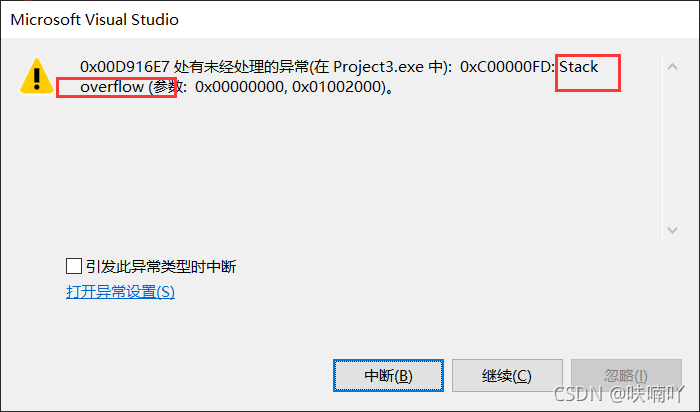 Microsoft Visual Studio
0x00D916E7 处有未经处理的异常(在 Project3.exe 中): 0xC00000FD: Stack
overflow (参数: 0x00000000, 0x01002000)。
引发此异常类型时中断
打开异常设置(S)
中断(B) 继续(C) 忽略(I)
CSDN @呋喃吖